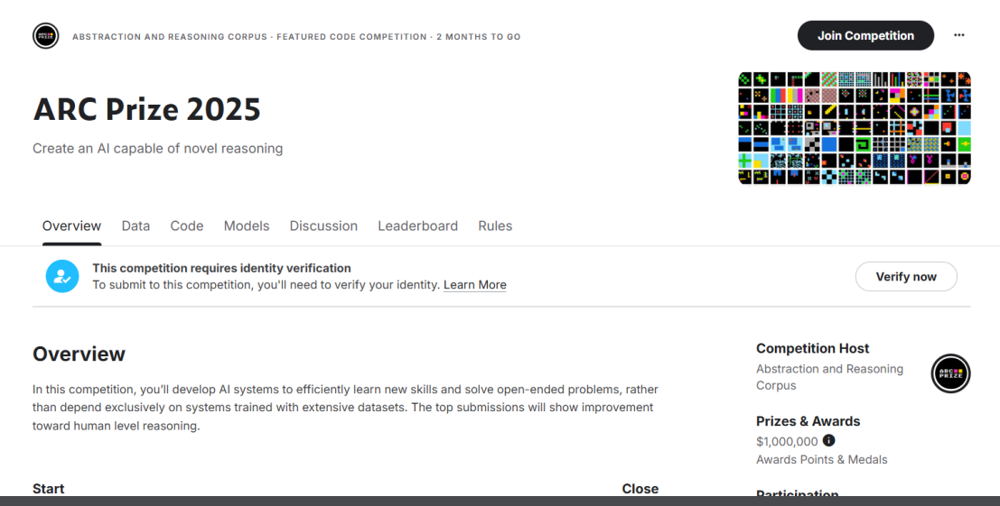 ABSTRACTION AND REASONING CORPUS · FEATURED CODE COMPETITION · 2 MONTHS TO GO
Join Competition
ARC Prize 2025
Create an AI capable of novel reasoning
Overview Data Code Models Discussion Leaderboard Rules
This competition requires identity verification
To submit to this competition, you'll need to verify your identity. Learn More
Verify now
Overview
In this competition, you’ll develop AI systems to efficiently learn new skills and solve open-ended problems, rather
than depend exclusively on systems trained with extensive datasets. The top submissions will show improvement
toward human level reasoning.
Start
Close
Competition Host
Abstraction and Reasoning
Corpus
ARC
PRIZE
Prizes & Awards
$1,000,000
Awards Points & Medals
Participation